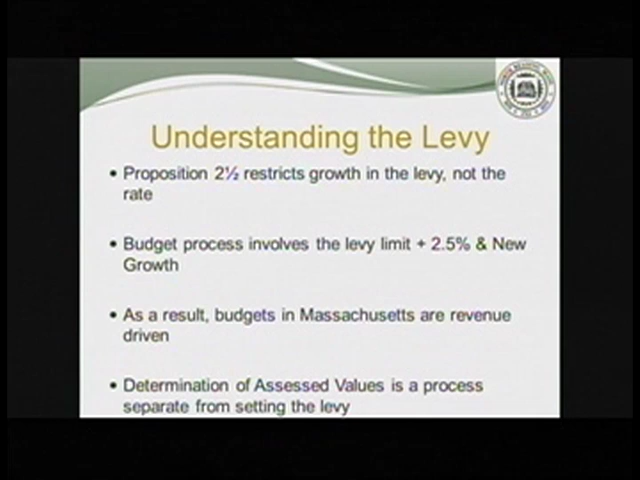 Understanding the Levy
• Proposition 2½ restricts growth in the levy, not the
rate
• Budget process involves the levy limit + 2.5% & New
Growth
• As a result, budgets in Massachusetts are revenue
driven
• Determination of Assessed Values is a process
separate from setting the levy